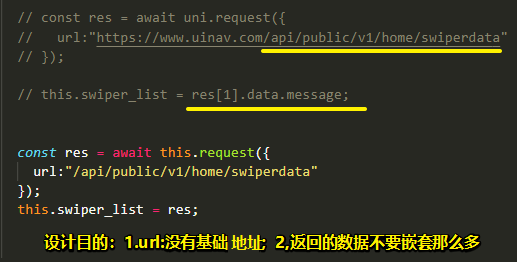 // const res = await uni.request({
//   url:"https://www.uinav.com/api/public/v1/home/swiperdata"
// });
// this.swiper_list = res[1].data.message;
const res = await this.request({
  url:"/api/public/v1/home/swiperdata"
});
this.swiper_list = res;
设计目的：1.url:没有基础 地址; 2,返回的数据不要嵌套那么多